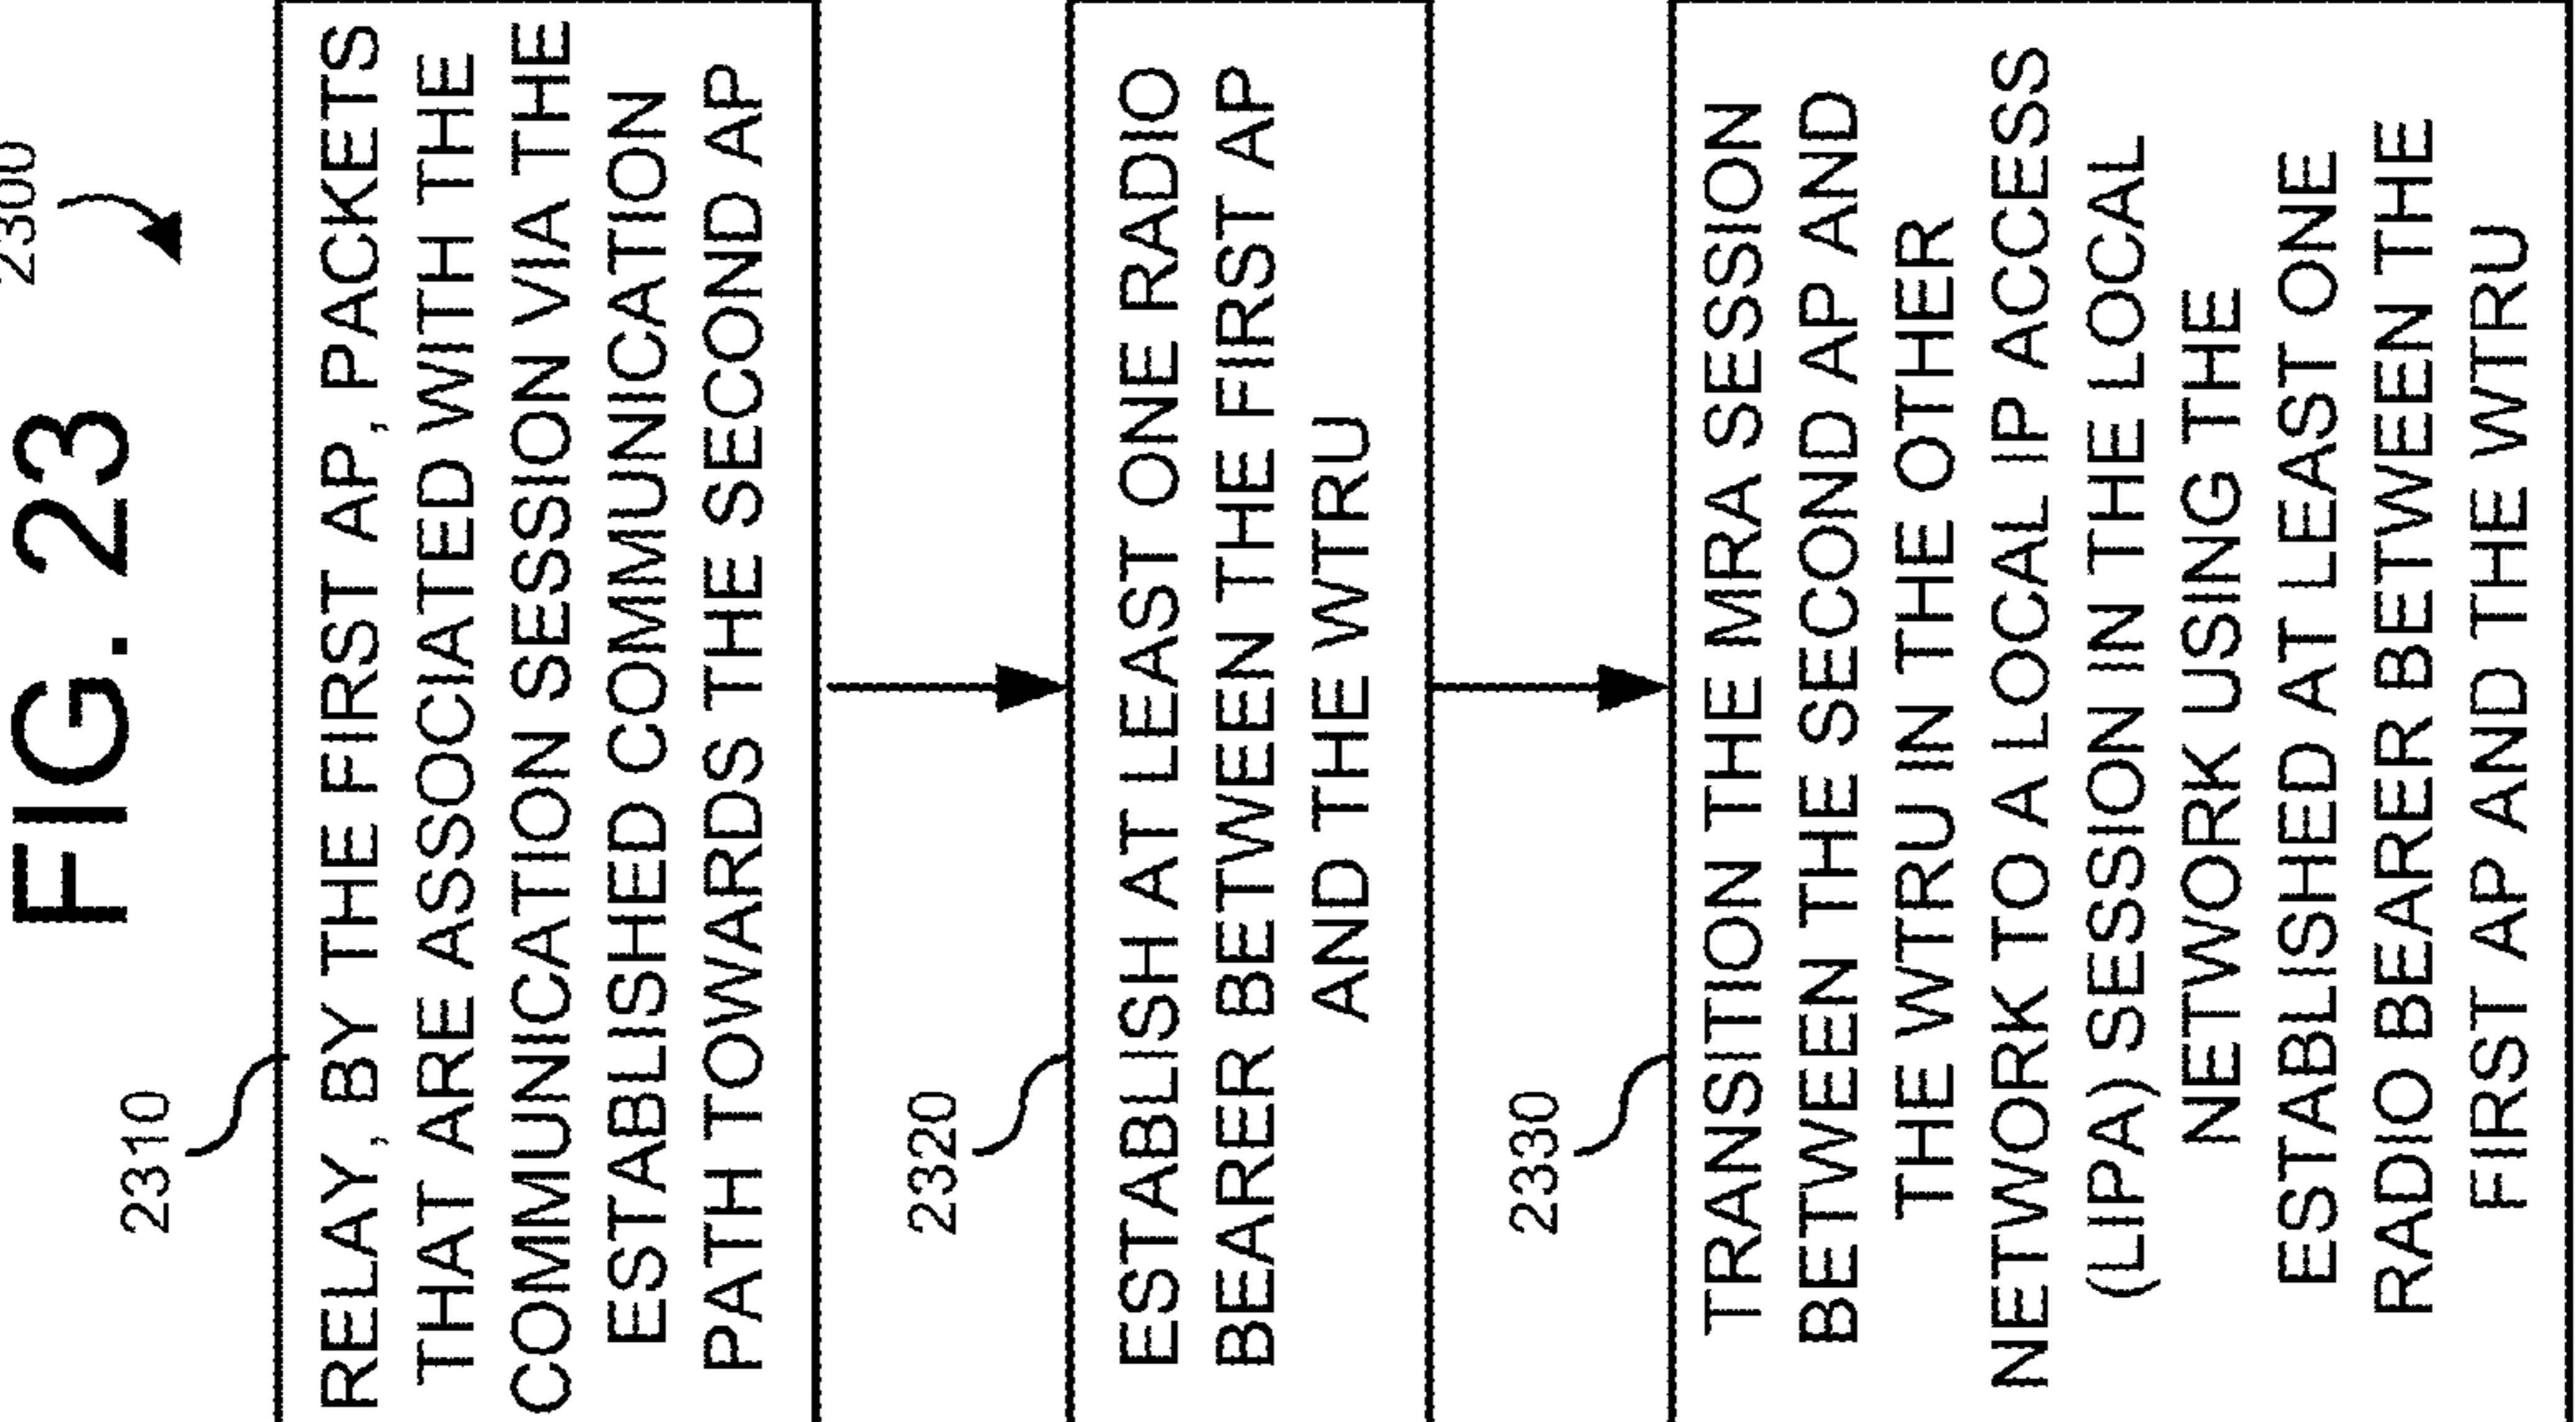 FIG. 23
2300
2310
RELAY, BY THE FIRST AP, PACKETS
THAT ARE ASSOCIATED WITH THE
COMMUNICATION SESSION VIA THE
ESTABLISHED COMMUNICATION
PATH TOWARDS THE SECOND AP
2320
ESTABLISH AT LEAST ONE RADIO
BEARER BETWEEN THE FIRST AP
AND THE WTRU
2330
TRANSITION THE MRA SESSION
BETWEEN THE SECOND AP AND
THE WTRU IN THE OTHER
NETWORK TO A LOCAL IP ACCESS
(LIPA) SESSION IN THE LOCAL
NETWORK USING THE
ESTABLISHED AT LEAST ONE
RADIO BEARER BETWEEN THE
FIRST AP AND THE WTRU